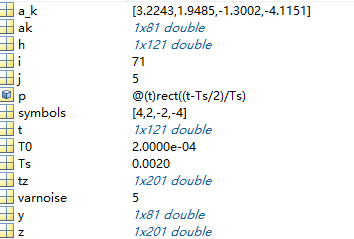 a_k [3.2243,1.9485,-1.3002,-4.1151]
ak 1x81 double
h 1x121 double
i 71
j 5
p @(t)rect((t-Ts/2)/Ts)
symbols [4,2,-2,-4]
t 1x121 double
T0 2.0000e-04
Ts 0.0020
tz 1x201 double
varnoise 5
y 1x81 double
z 1x201 double